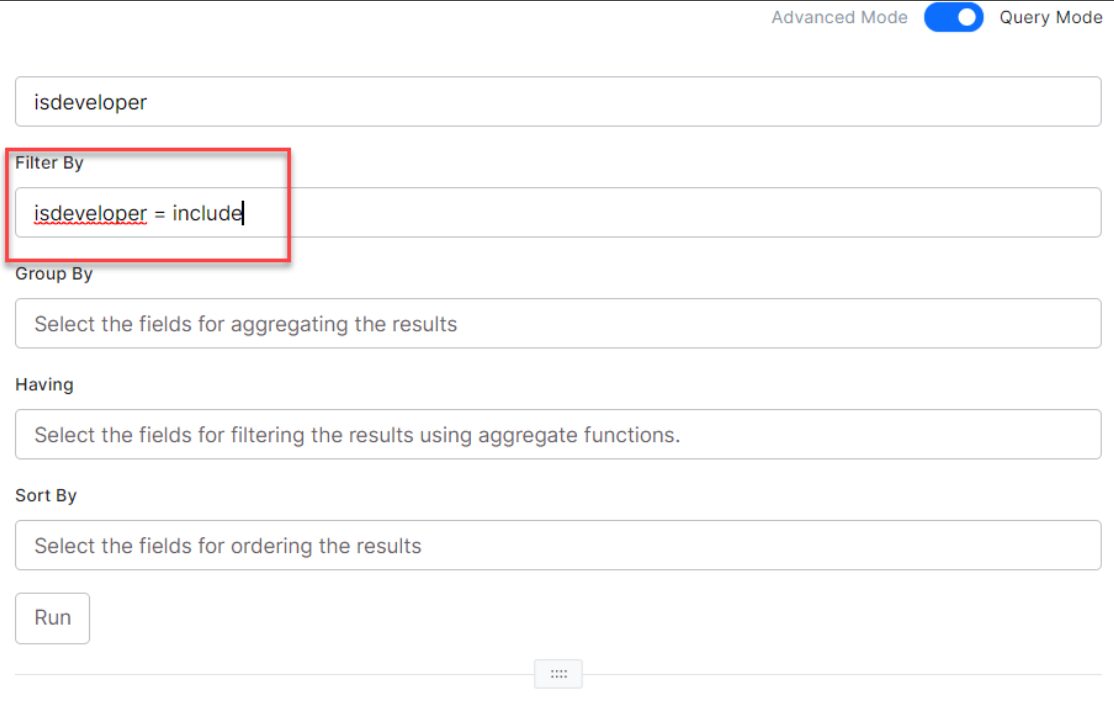 Advanced Mode Query Mode
isdeveloper
Filter By
isdeveloper = include
Group By
Select the fields for aggregating the results
Having
Select the fields for filtering the results using aggregate functions.
Sort By
Select the fields for ordering the results
Run